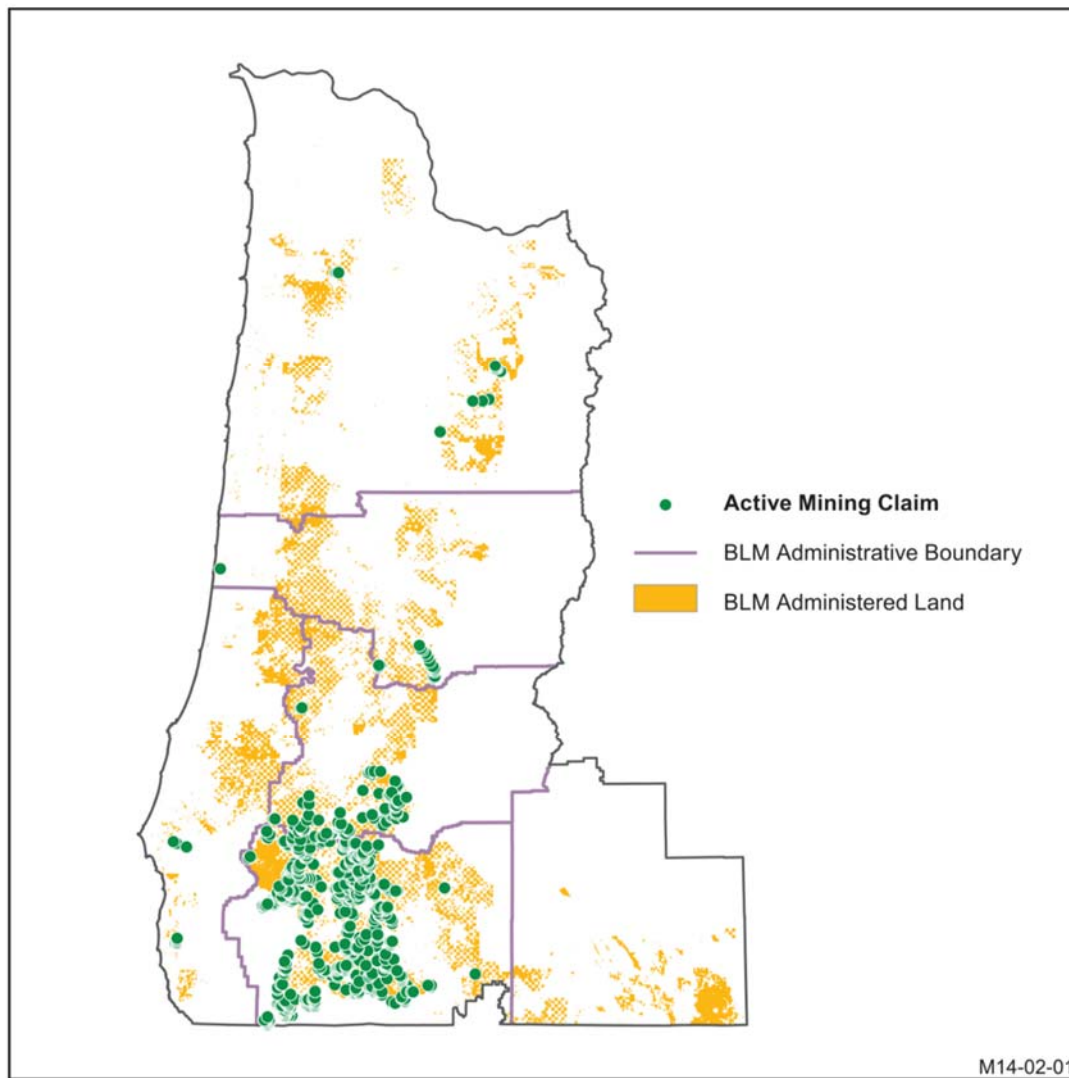 Active Mining Claim
BLM Administrative Boundary
BLM Administered Land
M14-02-01